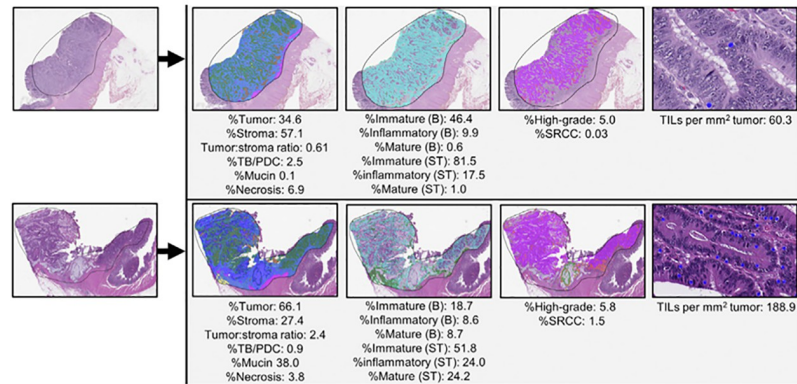 %Tumor: 34.6
%Stroma: 57.1
Tumor:stroma ratio: 0.61
%TB/PDC: 2.5
%Mucin 0.1
%Necrosis: 6.9
%Immature (B): 46.4
%Inflammatory (B): 9.9
%Mature (B): 0.6
%Immature (ST): 81.5
%inflammatory (ST): 17.5
%Mature (ST): 1.0
%High-grade: 5.0
%SRCC: 0.03
TILs per mm² tumor: 60.3
%Tumor: 66.1
%Stroma: 27.4
Tumor:stroma ratio: 2.4
%TB/PDC: 0.9
%Mucin 38.0
%Necrosis: 3.8
%Immature (B): 18.7
%Inflammatory (B): 8.6
%Mature (B): 8.7
%Immature (ST): 51.8
%inflammatory (ST): 24.0
%Mature (ST): 24.2
%High-grade: 5.8
%SRCC: 1.5
TILs per mm² tumor: 188.9